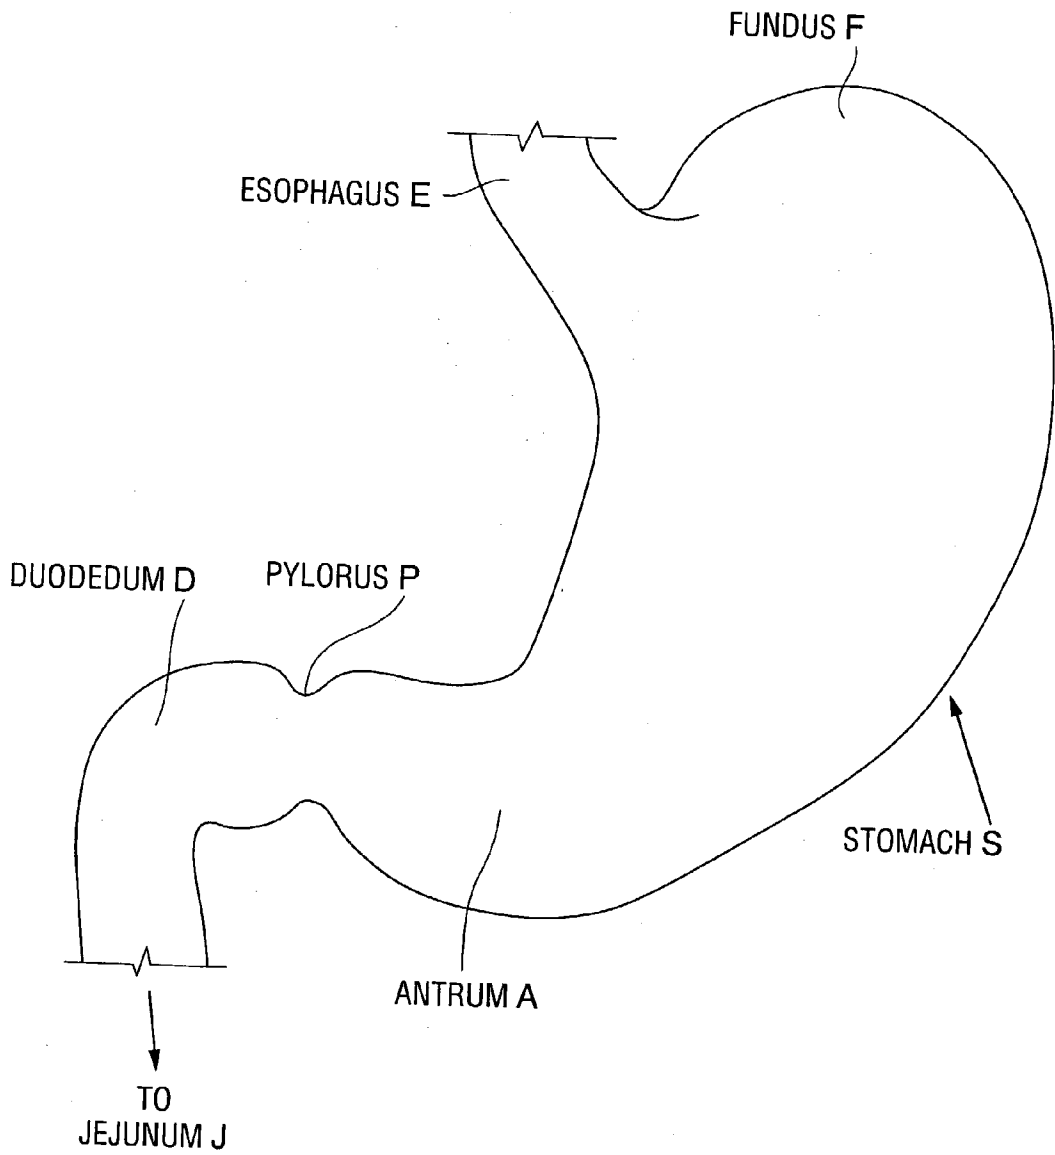 FUNDUS F
ESOPHAGUS E
DUODEDUM D
PYLORUS P
STOMACH S
ANTRUM A
TO
JEJUNUM J